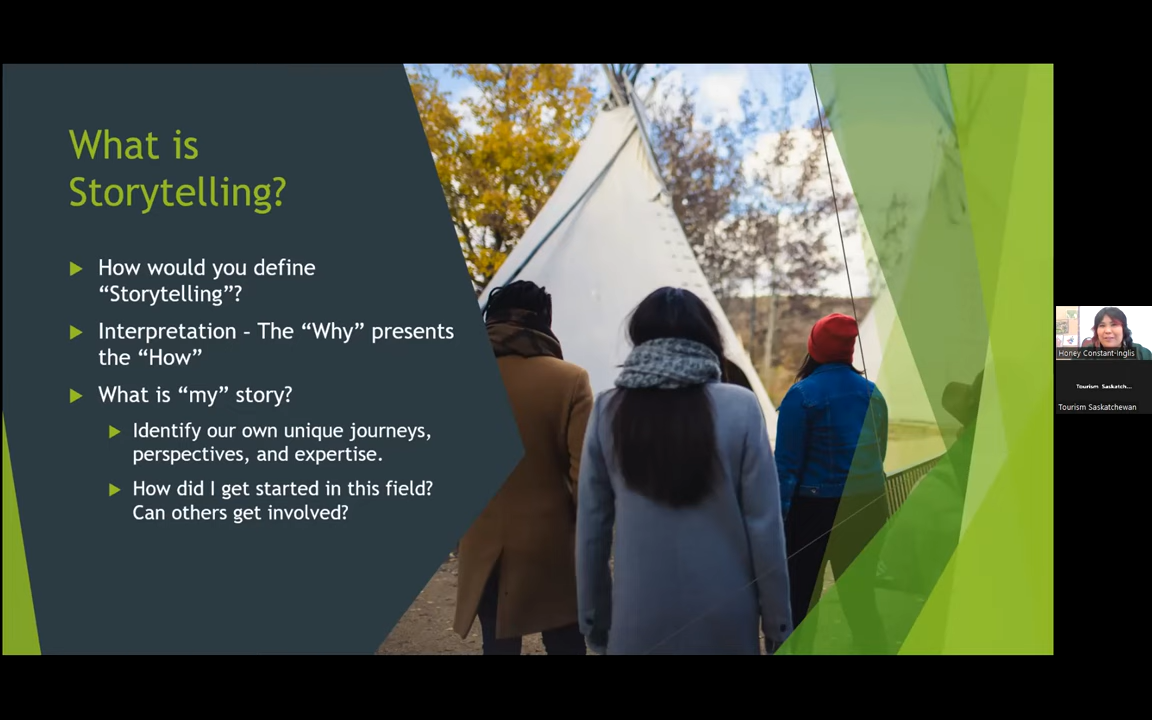 What is
Storytelling?
How would you define
“Storytelling”?
Interpretation – The “Why” presents
the “How”
What is “my” story?
Identify our own unique journeys,
perspectives, and expertise.
How did I get started in this field?
Can others get involved?
Honey Constant-Inglis
Tourism Saskatch...
Tourism Saskatchewan